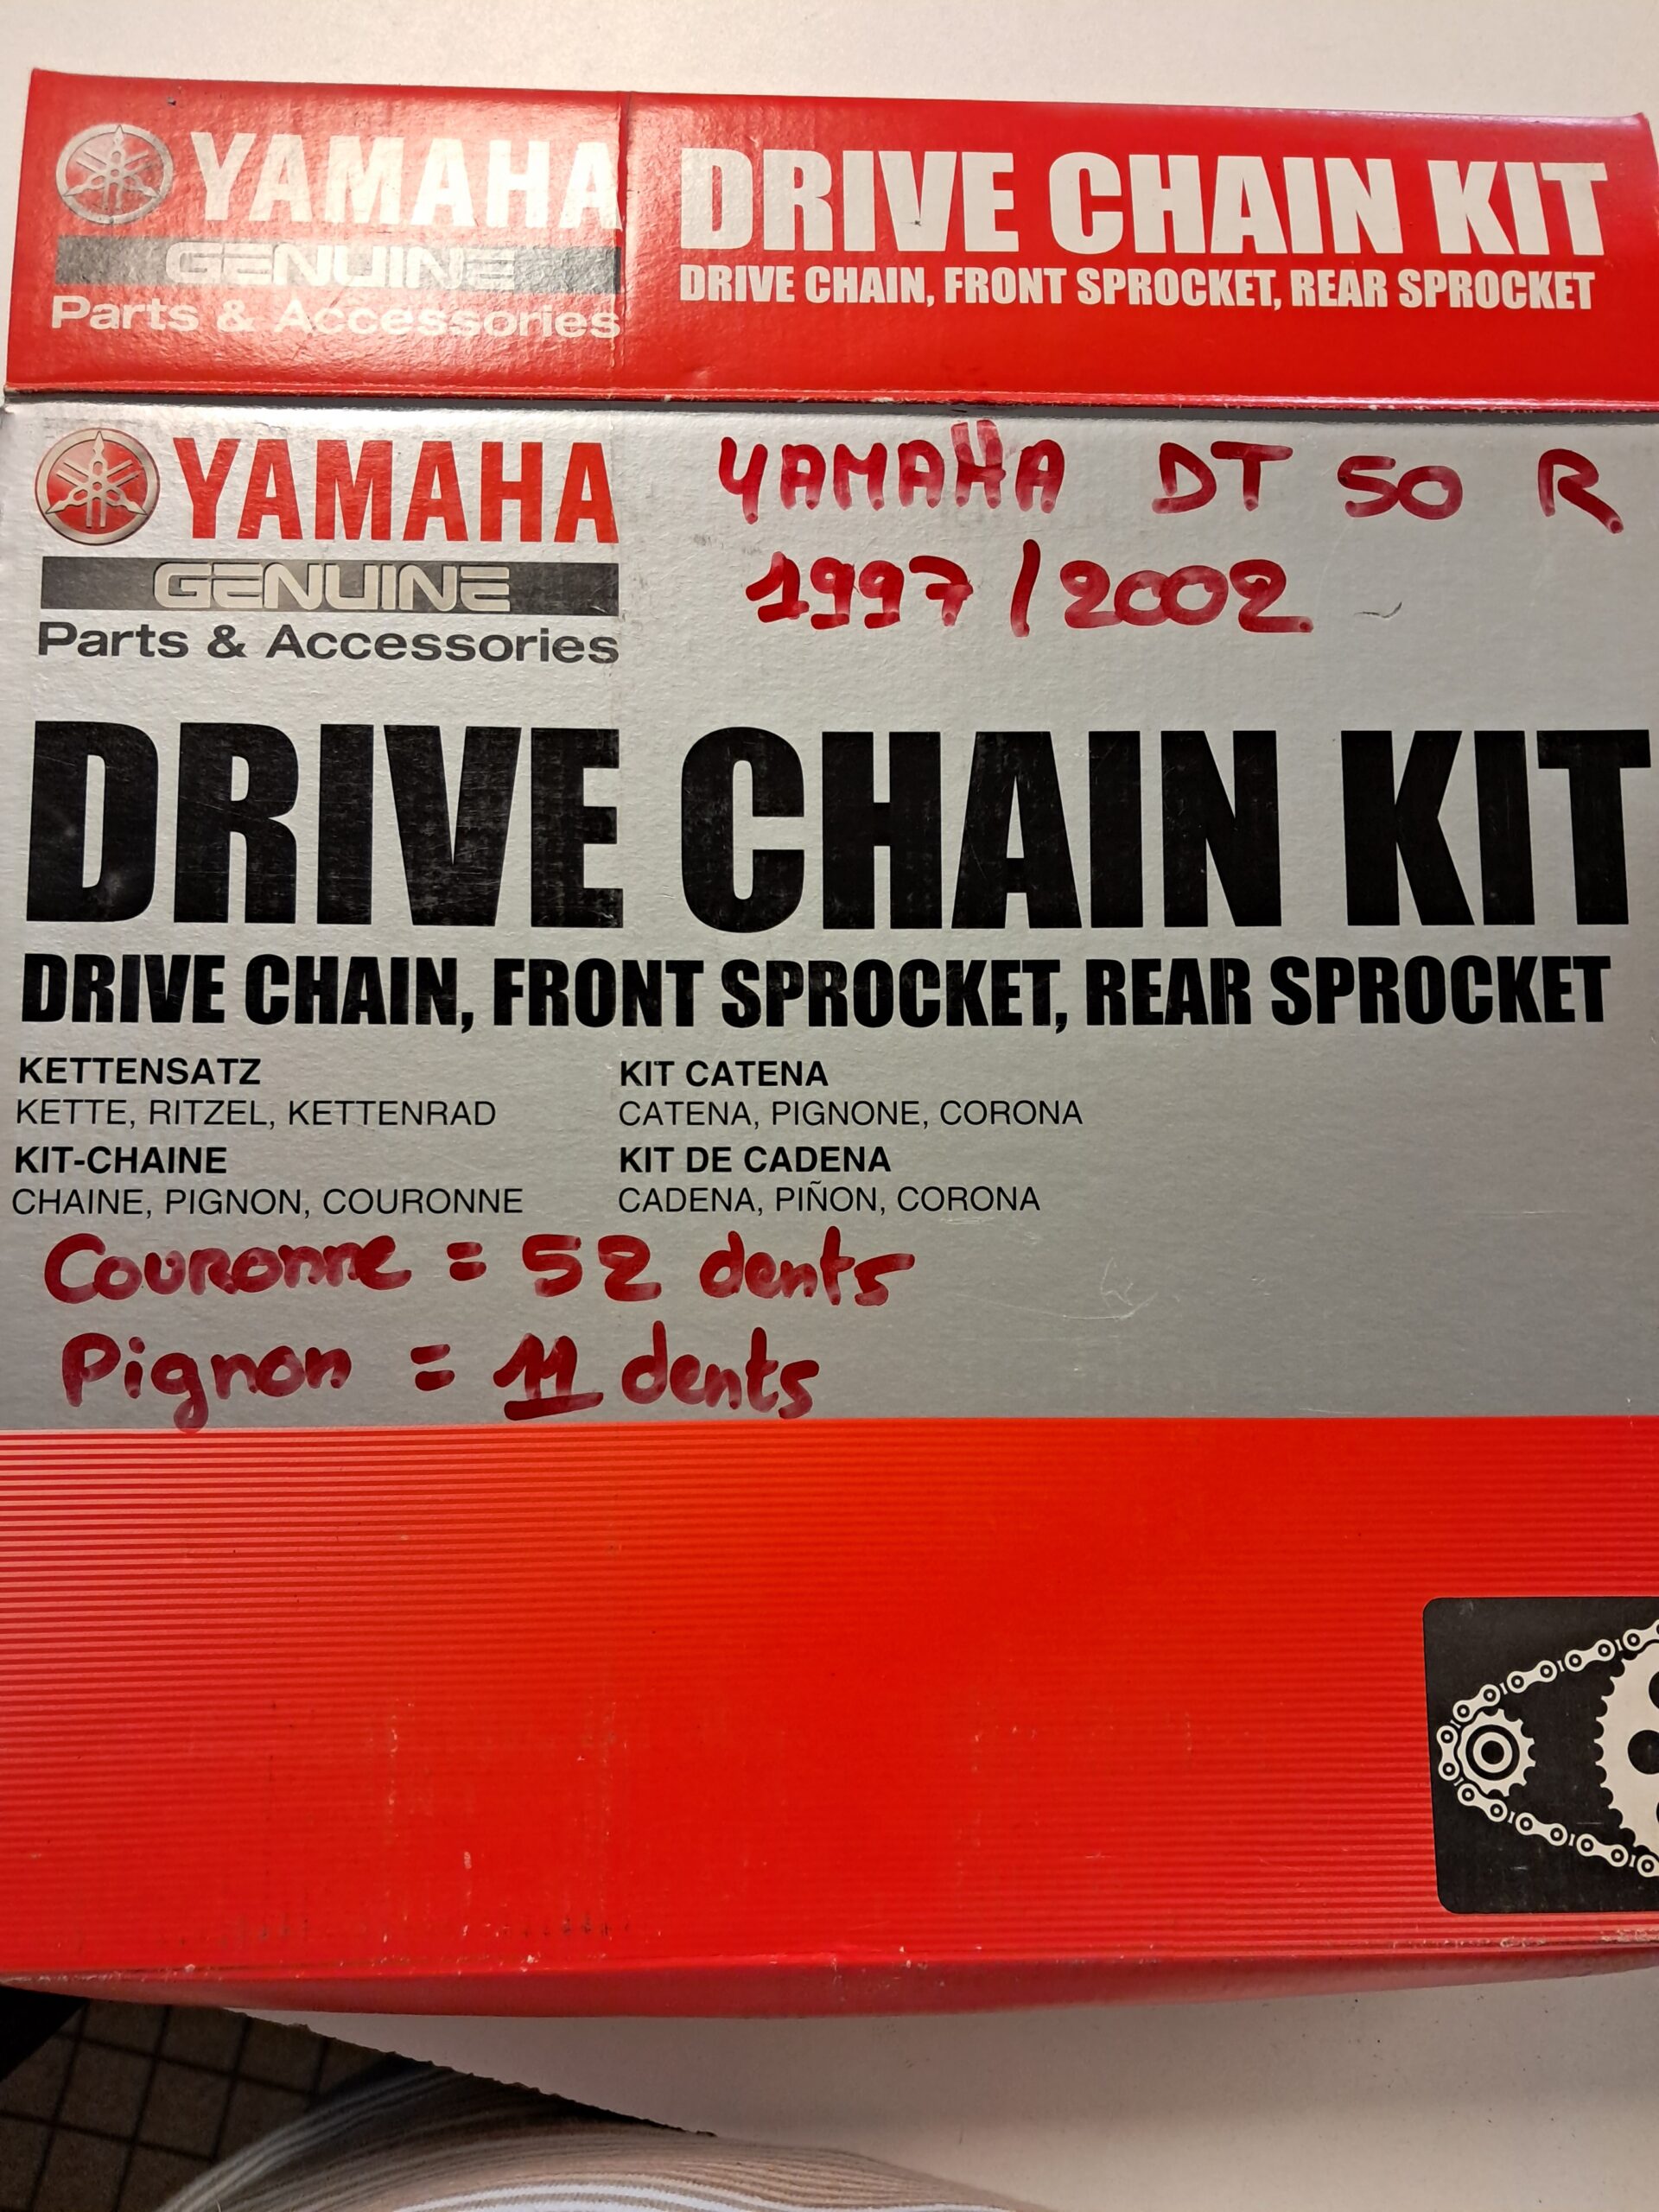 YAMAHA
GENUINE
Parts & Accessories
DRIVE CHAIN KIT
DRIVE CHAIN, FRONT SPROCKET, REAR SPROCKET
YAMAHA
GENUINE
Parts & Accessories
YAMAHA DT 50 R
1997/2002
DRIVE CHAIN KIT
DRIVE CHAIN, FRONT SPROCKET, REAR SPROCKET
KETTENSATZ
KETTE, RITZEL, KETTENRAD
KIT-CHAINE
CHAINE, PIGNON, COURONNE
KIT CATENA
CATENA, PIGNONE, CORONA
KIT DE CADENA
CADENA, PIÑON, CORONA
Couronne = 52 dents
Pignon = 11 dents